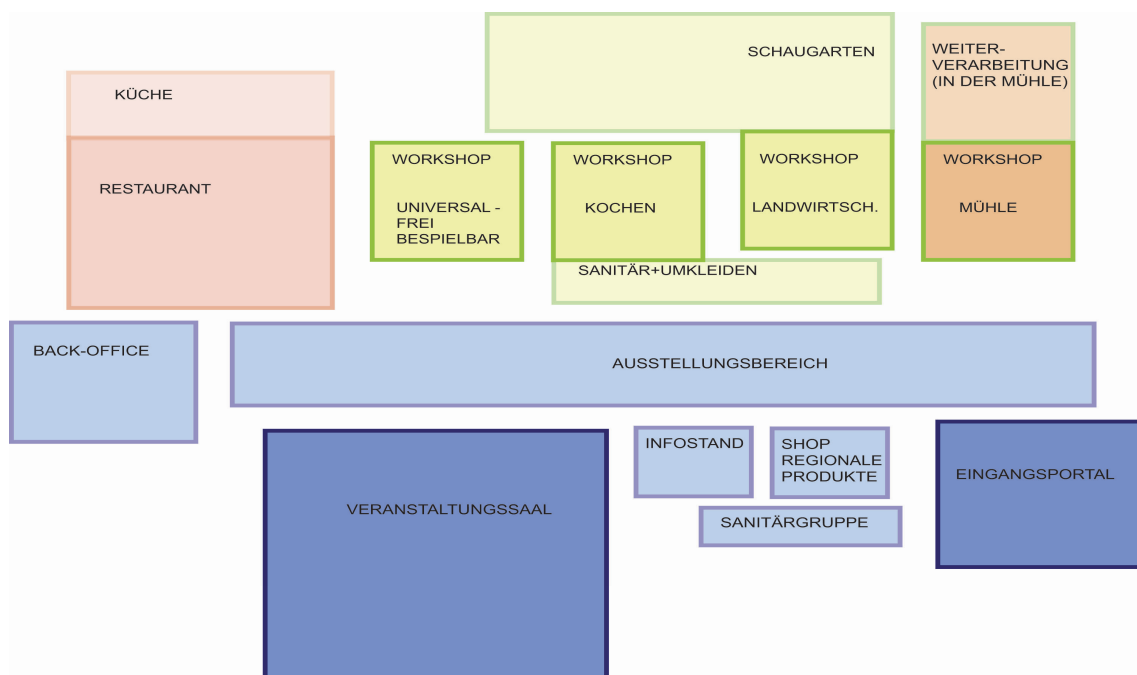 SCHAUGARTEN
WEITER-
VERARBEITUNG
(IN DER MÜHLE)
KÜCHE
RESTAURANT
WORKSHOP
UNIVERSAL -
FREI
BESPIELBAR
WORKSHOP
KOCHEN
WORKSHOP
LANDWIRTSCH.
WORKSHOP
MÜHLE
SANITÄR+UMKLEIDEN
BACK-OFFICE
AUSSTELLUNGSBEREICH
VERANSTALTUNGSSAAL
INFOSTAND
SHOP
REGIONALE
PRODUKTE
SANITÄRGRUPPE
EINGANGSPORTAL